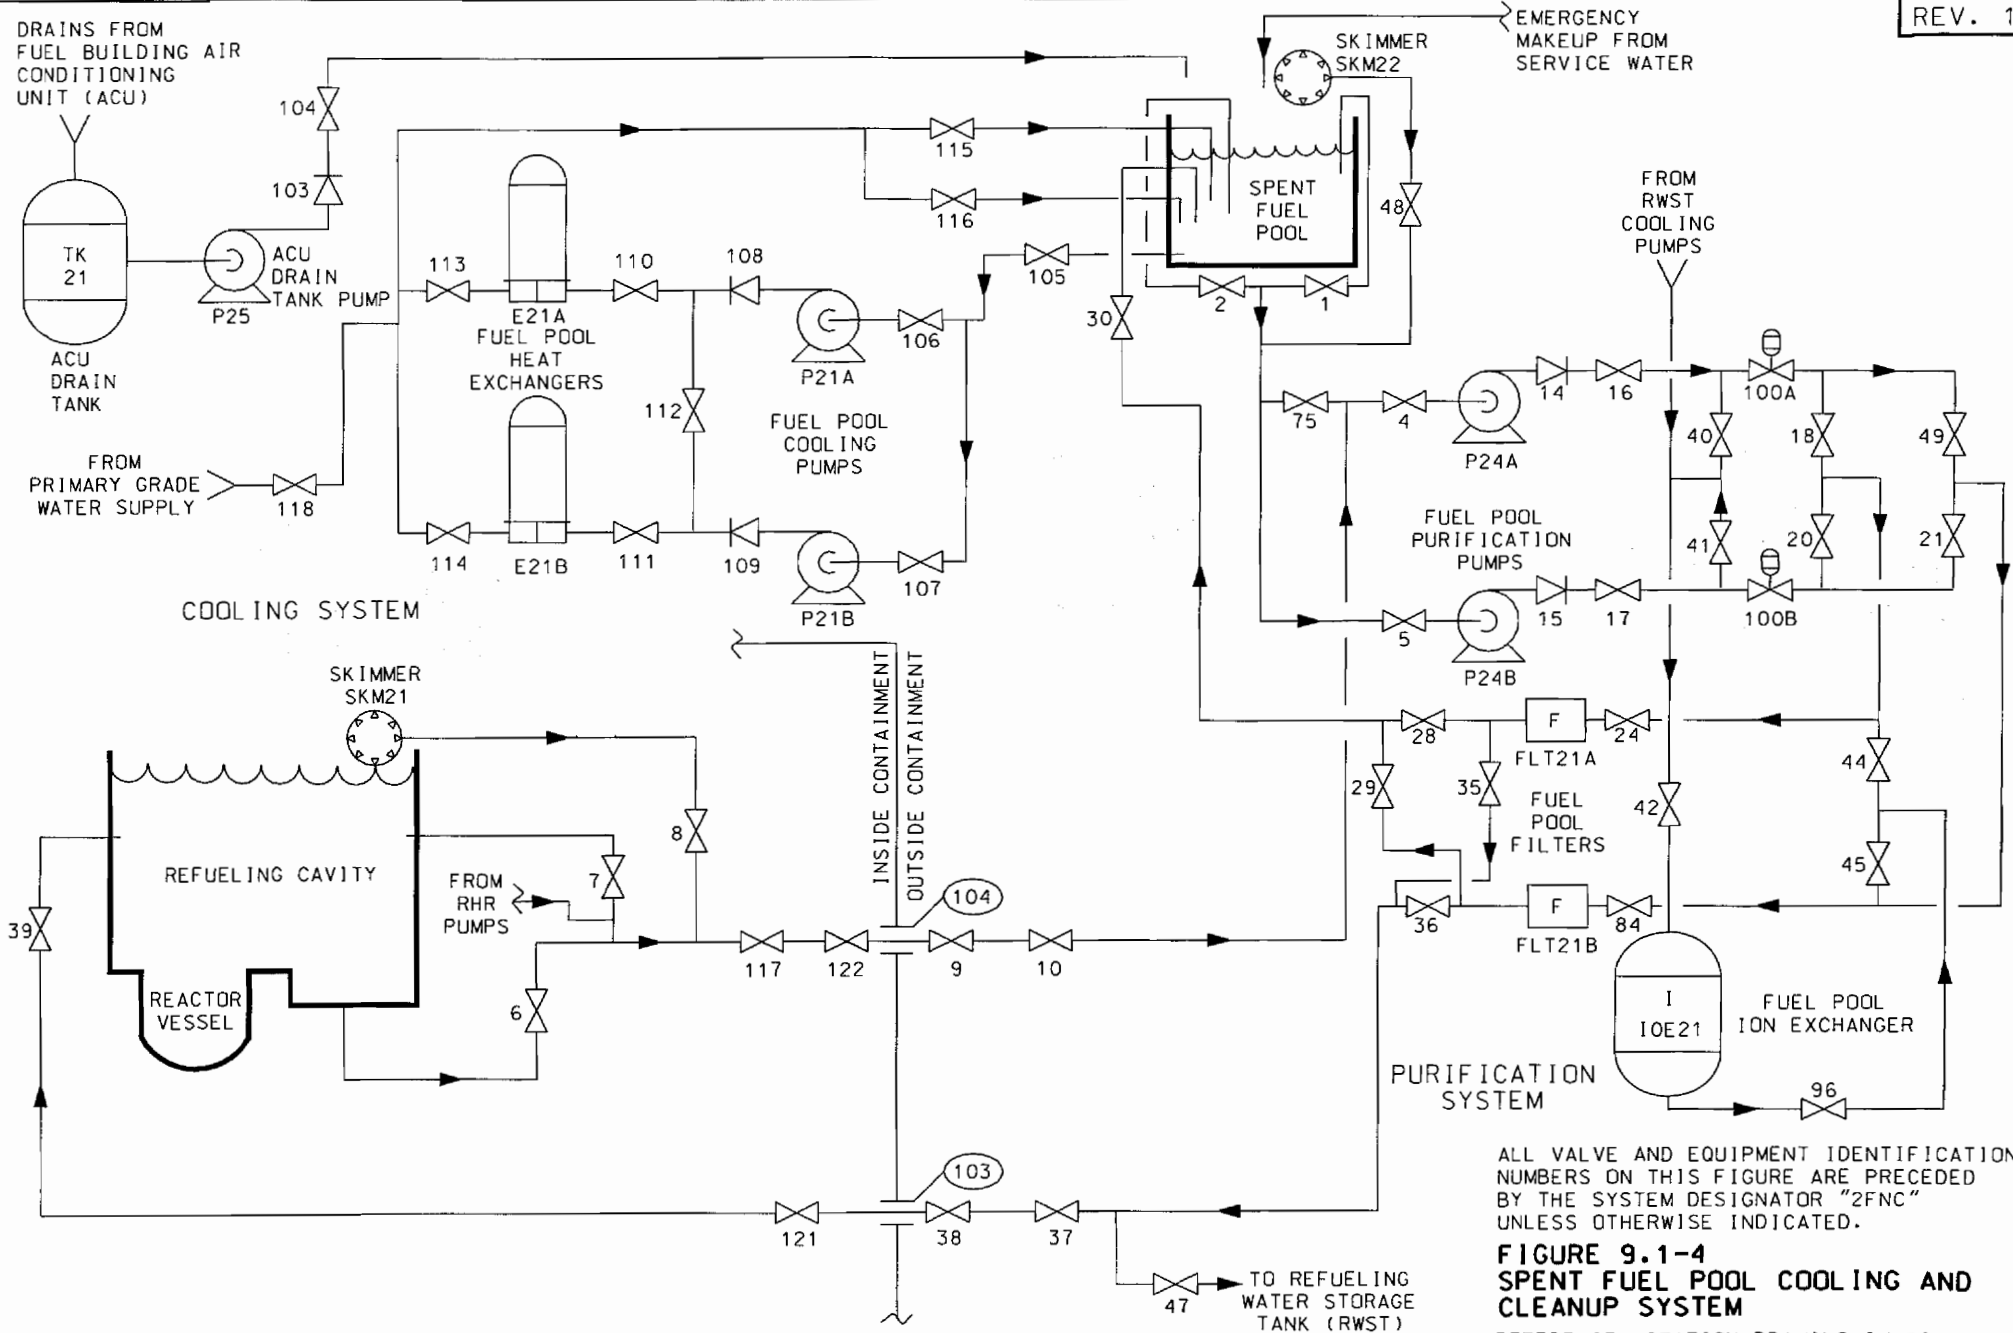 DRAINS FROM
FUEL BUILDING AIR
CONDITIONING
UNIT (ACU)
EMERGENCY
MAKEUP FROM
SERVICE WATER
REV. 1
SKIMMER
SKM22
104
103
115
116
TK
21
ACU
DRAIN
TANK PUMP
P25
ACU
DRAIN
TANK
113
110
108
105
106
E21A
FUEL POOL
HEAT
EXCHANGERS
P21A
112
FUEL POOL
COOLING
PUMPS
SPENT
FUEL
POOL
48
2
1
30
FROM
RWST
COOLING
PUMPS
FROM
PRIMARY GRADE
WATER SUPPLY
118
114
E21B
111
109
107
P21B
COOLING SYSTEM
75
4
14
16
100A
P24A
40
18
49
FUEL POOL
PURIFICATION
PUMPS
41
20
21
5
15
17
100B
P24B
SKIMMER
SKM21
INSIDE CONTAINMENT
OUTSIDE CONTAINMENT
28
F
24
FLT21A
29
35
FUEL
POOL
FILTERS
42
44
45
8
REFUELING CAVITY
7
FROM
RHR
PUMPS
39
104
36
F
84
FLT21B
117
122
9
10
REACTOR
VESSEL
6
I
IOE21
FUEL POOL
ION EXCHANGER
PURIFICATION
SYSTEM
96
103
121
38
37
47
TO REFUELING
WATER STORAGE
TANK (RWST)
ALL VALVE AND EQUIPMENT IDENTIFICATION
NUMBERS ON THIS FIGURE ARE PRECEDED
BY THE SYSTEM DESIGNATOR "2FNC"
UNLESS OTHERWISE INDICATED.
FIGURE 9.1-4
SPENT FUEL POOL COOLING AND
CLEANUP SYSTEM